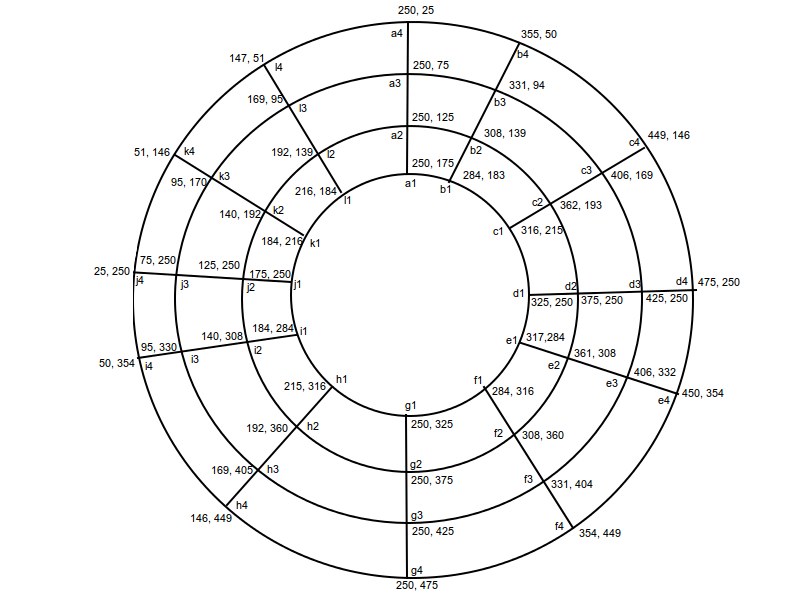 250, 25
a4
355, 50
b4
147, 51
l4
250, 75
a3
331, 94
b3
169, 95
l3
250, 125
a2
449, 146
c4
308, 139
b2
192, 139
l2
51, 146
k4
250, 175
a1
406, 169
c3
284, 183
b1
95, 170
k3
216, 184
l1
362, 193
c2
140, 192
k2
316, 215
c1
184, 216
k1
75, 250
25, 250
j4
125, 250
j3
175, 250
j2
j1
d1
325, 250
d2
375, 250
d3
425, 250
d4
475, 250
184, 284
i1
140, 308
i2
95, 330
i3
50, 354
i4
e1
317,284
361, 308
e2
406, 332
e3
450, 354
e4
h1
215, 316
f1
284, 316
g1
250, 325
192, 360
h2
f2
308, 360
g2
250, 375
169, 405
h3
f3
331, 404
146, 449
h4
g3
250, 425
f4
354, 449
g4
250, 475